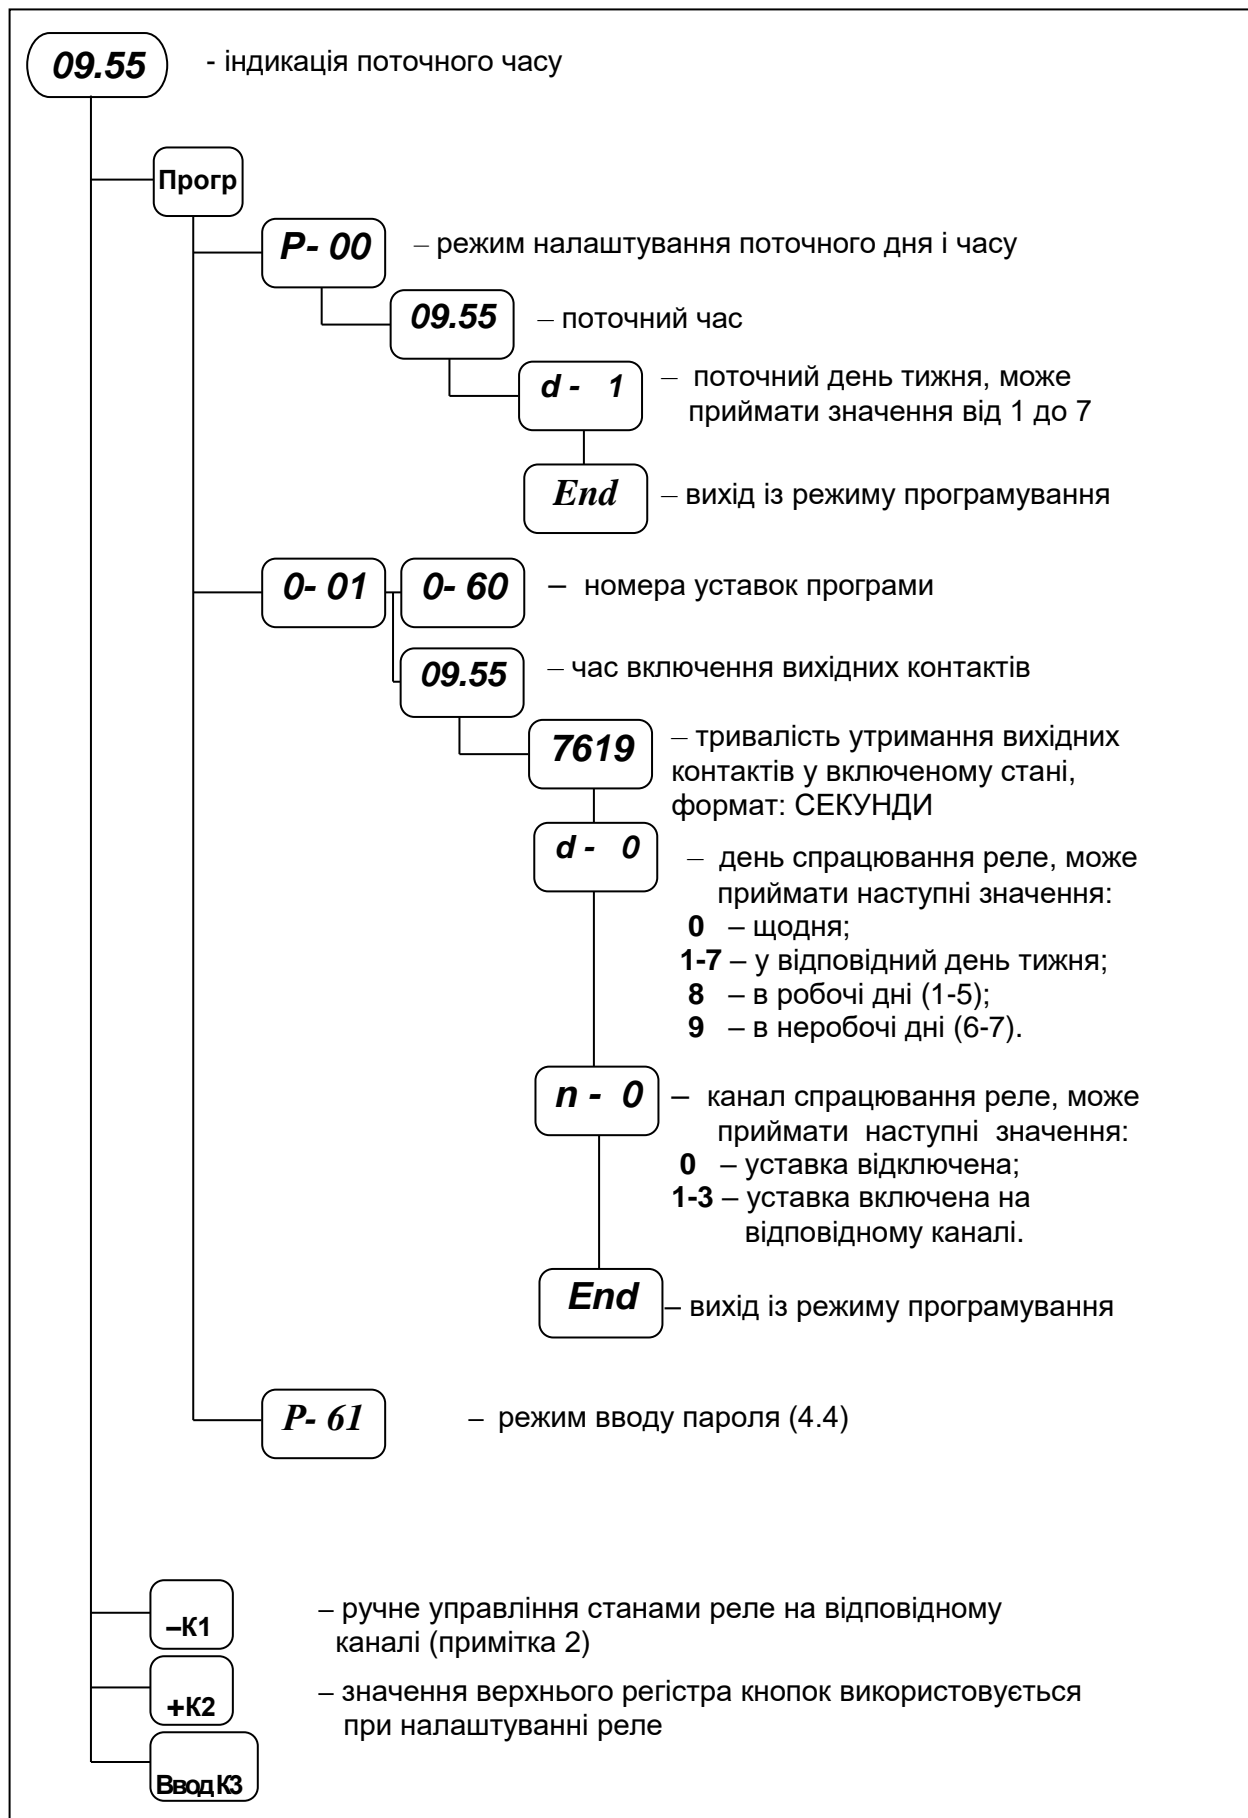 09.55 - індикація поточного часу
Прогр
P- 00 – режим налаштування поточного дня і часу
09.55 – поточний час
d - 1 – поточний день тижня, може
приймати значення від 1 до 7
End – вихід із режиму програмування
0- 01 0- 60 – номера уставок програми
09.55 – час включення вихідних контактів
7619 – тривалість утримання вихідних
контактів у включеному стані,
формат: СЕКУНДИ
d - 0 – день спрацювання реле, може
приймати наступні значення:
0 – щодня;
1-7 – у відповідний день тижня;
8 – в робочі дні (1-5);
9 – в неробочі дні (6-7).
n - 0 – канал спрацювання реле, може
приймати наступні значення:
0 – уставка відключена;
1-3 – уставка включена на
відповідному каналі.
End – вихід із режиму програмування
P- 61 – режим вводу пароля (4.4)
–К1 – ручне управління станами реле на відповідному
каналі (примітка 2)
+К2 – значення верхнього регістра кнопок використовується
при налаштуванні реле
Ввод К3